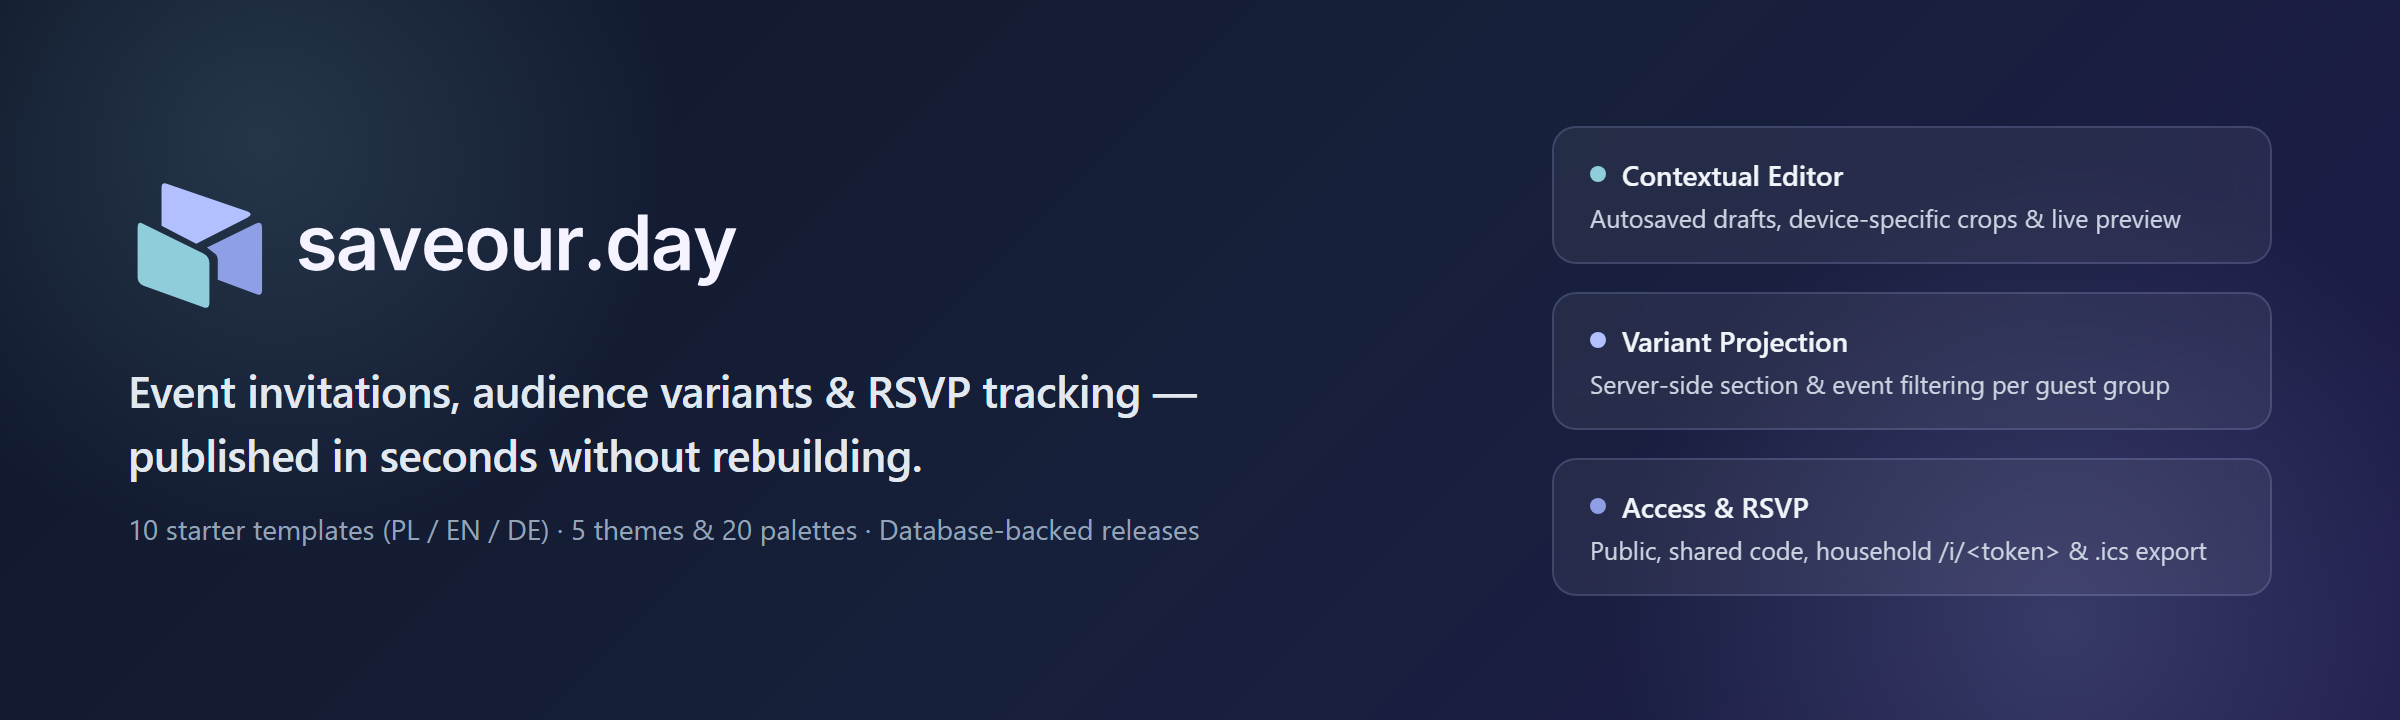 saveour.day
Event invitations, audience variants & RSVP tracking —
published in seconds without rebuilding.
10 starter templates (PL / EN / DE) · 5 themes & 20 palettes · Database-backed releases
Contextual Editor
Autosaved drafts, device-specific crops & live preview
Variant Projection
Server-side section & event filtering per guest group
Access & RSVP
Public, shared code, household /i/<token> & .ics export